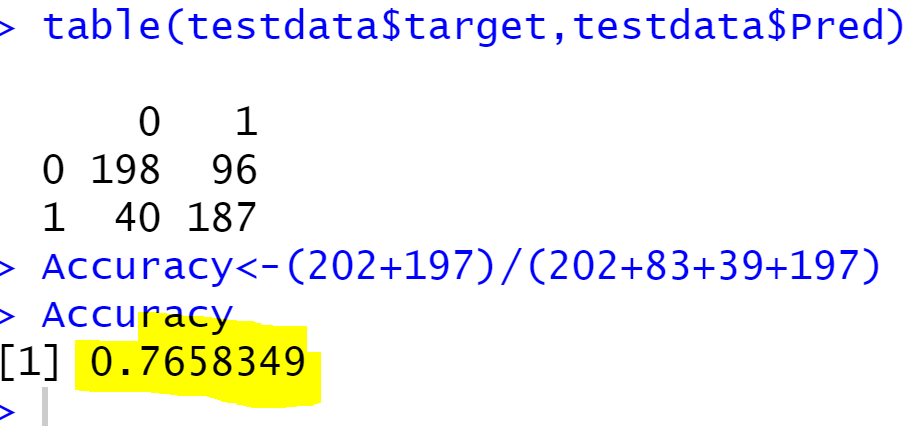 > table(testdata$target,testdata$Pred)
0 1
0 198 96
1 40 187
> Accuracy<-(202+197)/(202+83+39+197)
> Accuracy
[1] 0.7658349
>